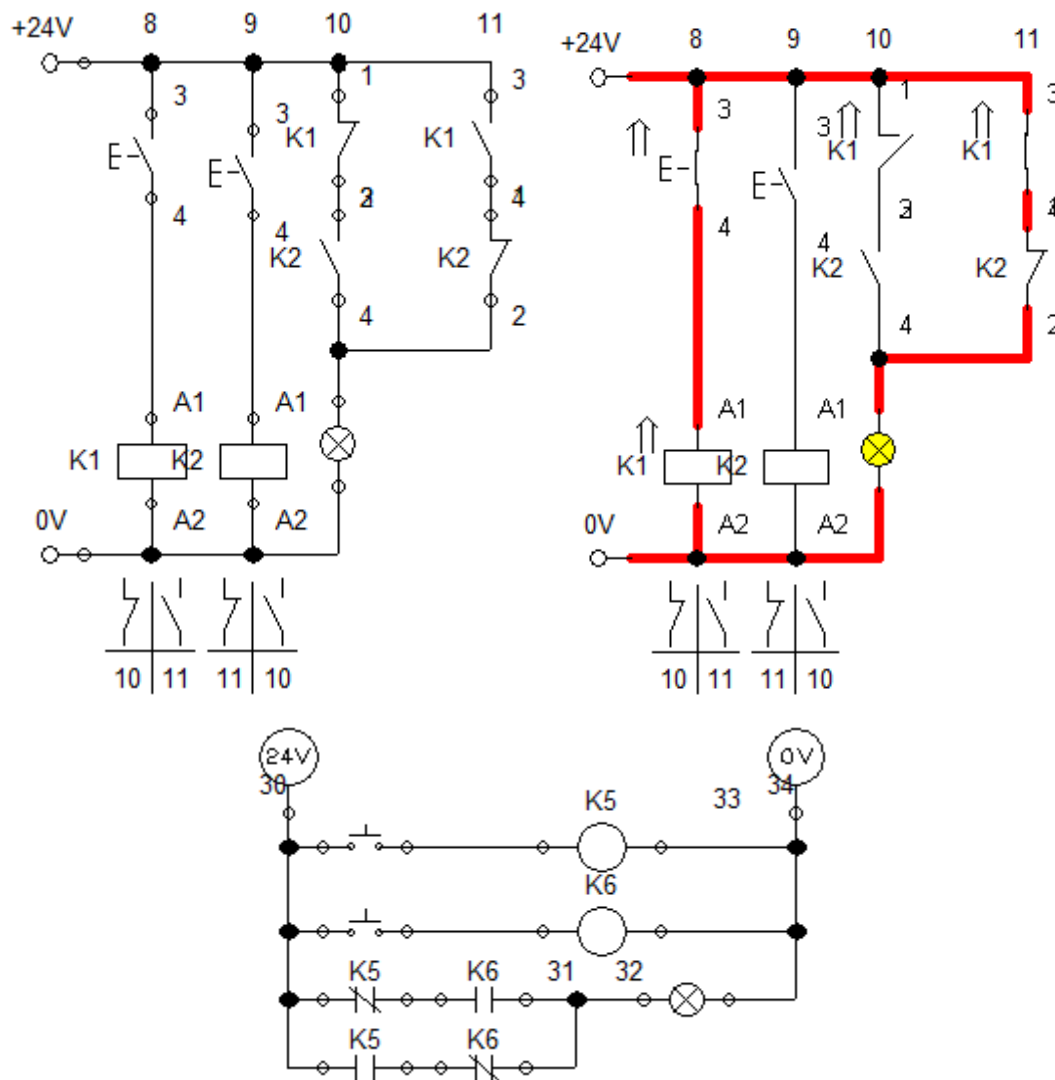 8 9 10 11
+24V
3 3 1 3
K1 K1
4 4 2 4
K2 K2
4 2
A1 A1
K1 K2
0V
A2 A2
10 11 11 10
8 9 10 11
+24V
3 3 1 3
E E K1 K1
4 4 3 4
K2 K2
4 2
A1 A1
K1 K2
0V
A2 A2
10 11 11 10
24V 0V
30 33 34
K5
K6
K5 K6 31 32
K5 K6